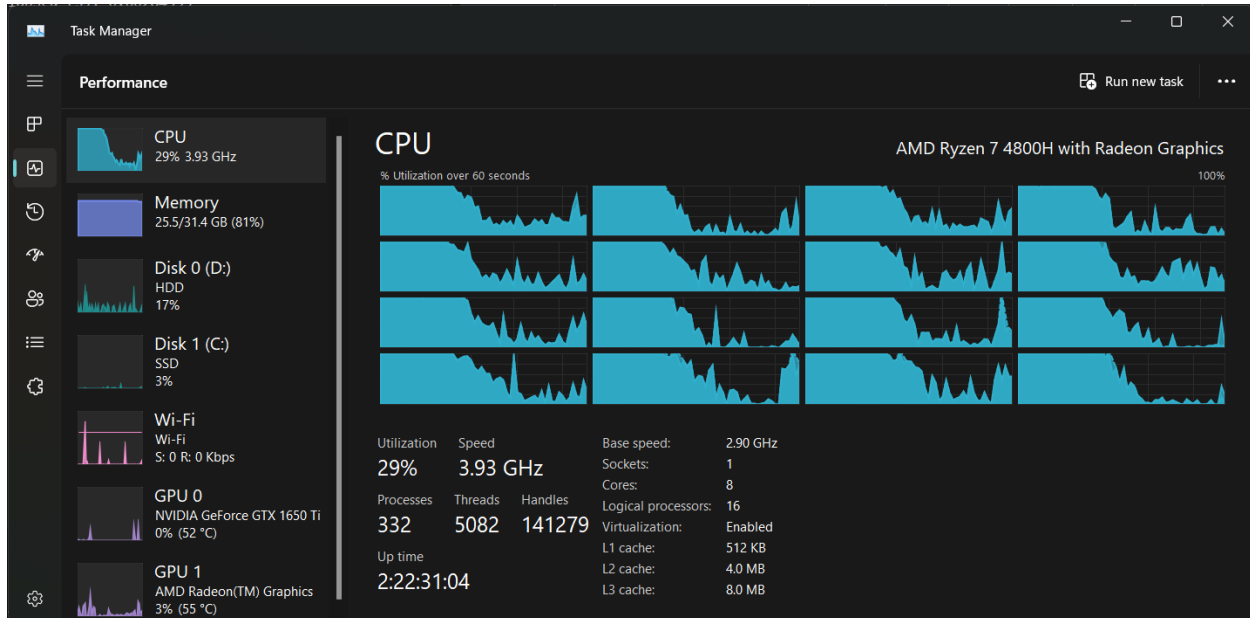 Task Manager
Performance
Run new task
CPU
29% 3.93 GHz
Memory
25.5/31.4 GB (81%)
Disk 0 (D:)
HDD
17%
Disk 1 (C:)
SSD
3%
Wi-Fi
Wi-Fi
S: 0 R: 0 Kbps
GPU 0
NVIDIA GeForce GTX 1650 Ti
0% (52 °C)
GPU 1
AMD Radeon(TM) Graphics
3% (55 °C)
CPU
AMD Ryzen 7 4800H with Radeon Graphics
% Utilization over 60 seconds
100%
Utilization Speed
29% 3.93 GHz
Processes Threads Handles
332 5082 141279
Up time
2:22:31:04
Base speed: 2.90 GHz
Sockets: 1
Cores: 8
Logical processors: 16
Virtualization: Enabled
L1 cache: 512 KB
L2 cache: 4.0 MB
L3 cache: 8.0 MB